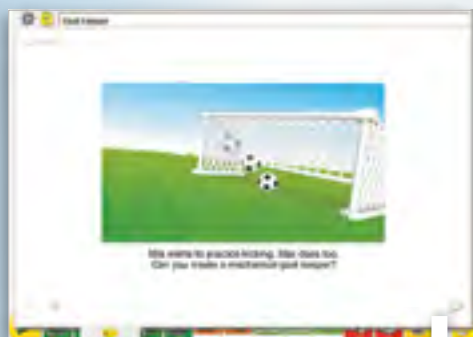 Goal Keeper
Mia wants to practice kicking. Max does too.
Can you create a mechanical goal keeper?